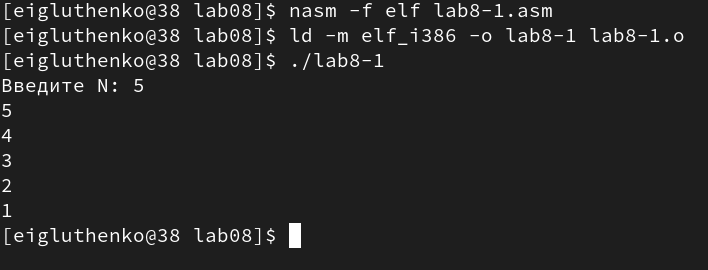 [eigluthenko@38 lab08]$ nasm -f elf lab8-1.asm
[eigluthenko@38 lab08]$ ld -m elf_i386 -o lab8-1 lab8-1.o
[eigluthenko@38 lab08]$ ./lab8-1
Введите N: 5
5
4
3
2
1
[eigluthenko@38 lab08]$